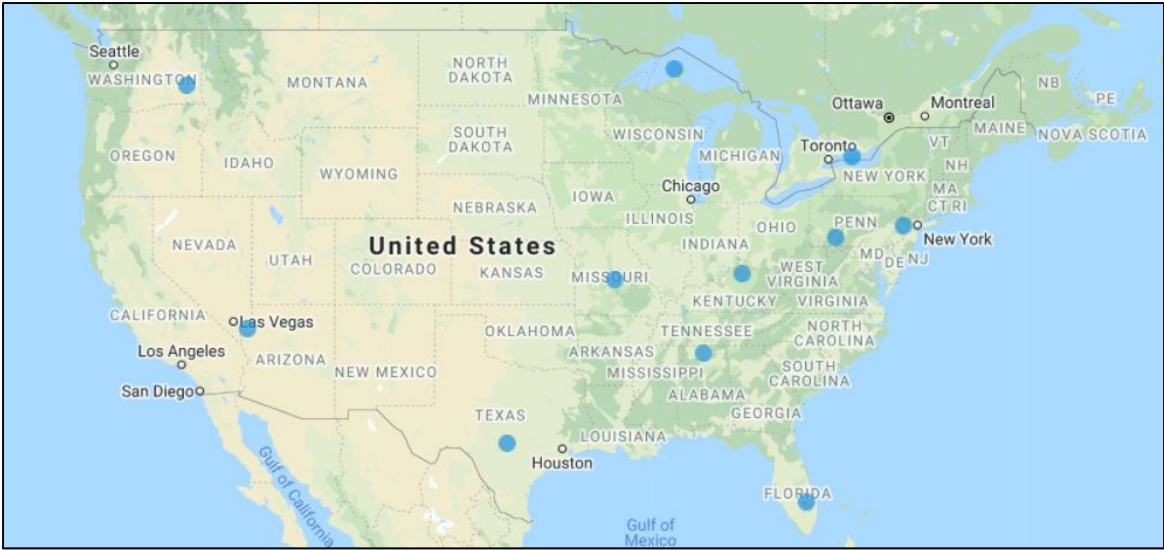 Seattle
WASHINGTON
MONTANA
NORTH
DAKOTA
MINNESOTA
Ottawa
Montreal
NB
PE
MAINE
NOVA SCOTIA
SOUTH
DAKOTA
WISCONSIN
MICHIGAN
Toronto
VT
NH
OREGON
IDAHO
WYOMING
NEW YORK
MA
CT RI
Chicago
IOWA
NEBRASKA
ILLINOIS
OHIO
PENN
New York
NEVADA
United States
INDIANA
MD
DE
NJ
UTAH
COLORADO
KANSAS
MISSOURI
WEST
VIRGINIA
KENTUCKY
VIRGINIA
CALIFORNIA
Las Vegas
OKLAHOMA
TENNESSEE
NORTH
CAROLINA
Los Angeles
ARIZONA
NEW MEXICO
ARKANSAS
MISSISSIPPI
SOUTH
CAROLINA
San Diego
ALABAMA
GEORGIA
TEXAS
LOUISIANA
Houston
Gulf of California
FLORIDA
Gulf of
Mexico